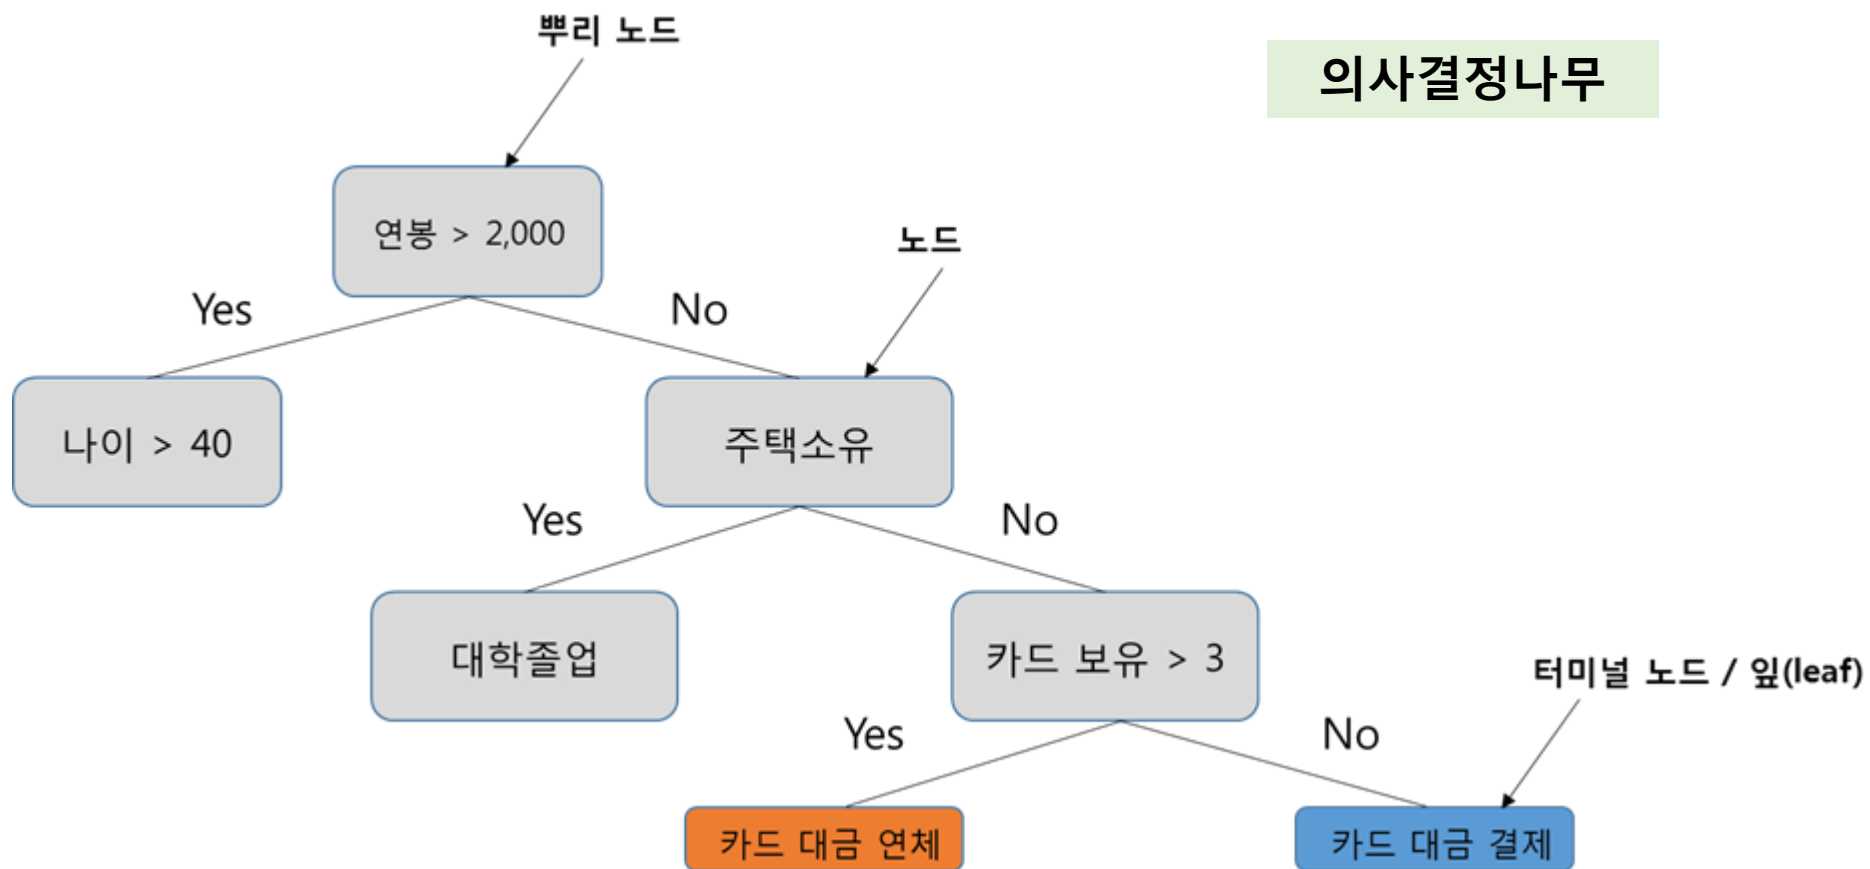 뿌리 노드
의사결정나무
연봉 > 2,000
노드
Yes
No
나이 > 40
주택소유
Yes
No
대학졸업
카드 보유 > 3
터미널 노드 / 잎(leaf)
Yes
No
카드 대금 연체
카드 대금 결제